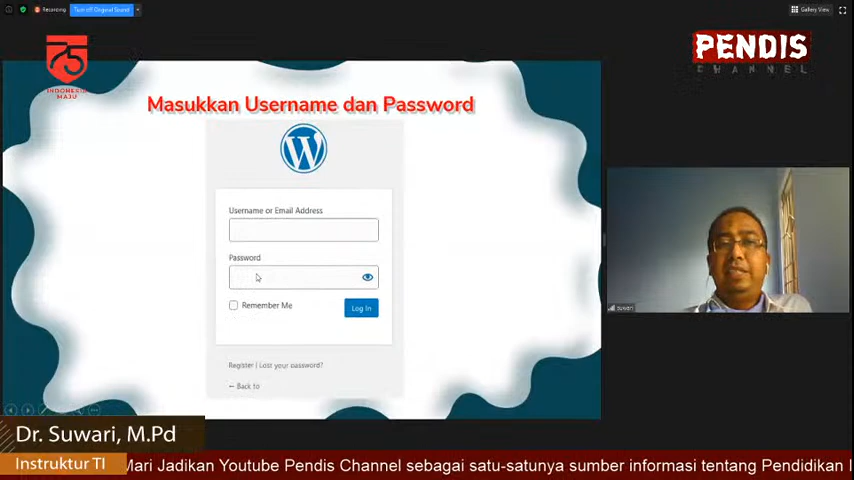 Recording
Turn off Original Sound
Gallery View
75
INDONESIA
MAJU
PENDIS
CHANNEL
Masukkan Username dan Password
W
Username or Email Address
Password
Remember Me
Log In
Register | Lost your password?
← Back to
suwari
Dr. Suwari, M.Pd
Instruktur TI
Mari Jadikan Youtube Pendis Channel sebagai satu-satunya sumber informasi tentang Pendidikan I